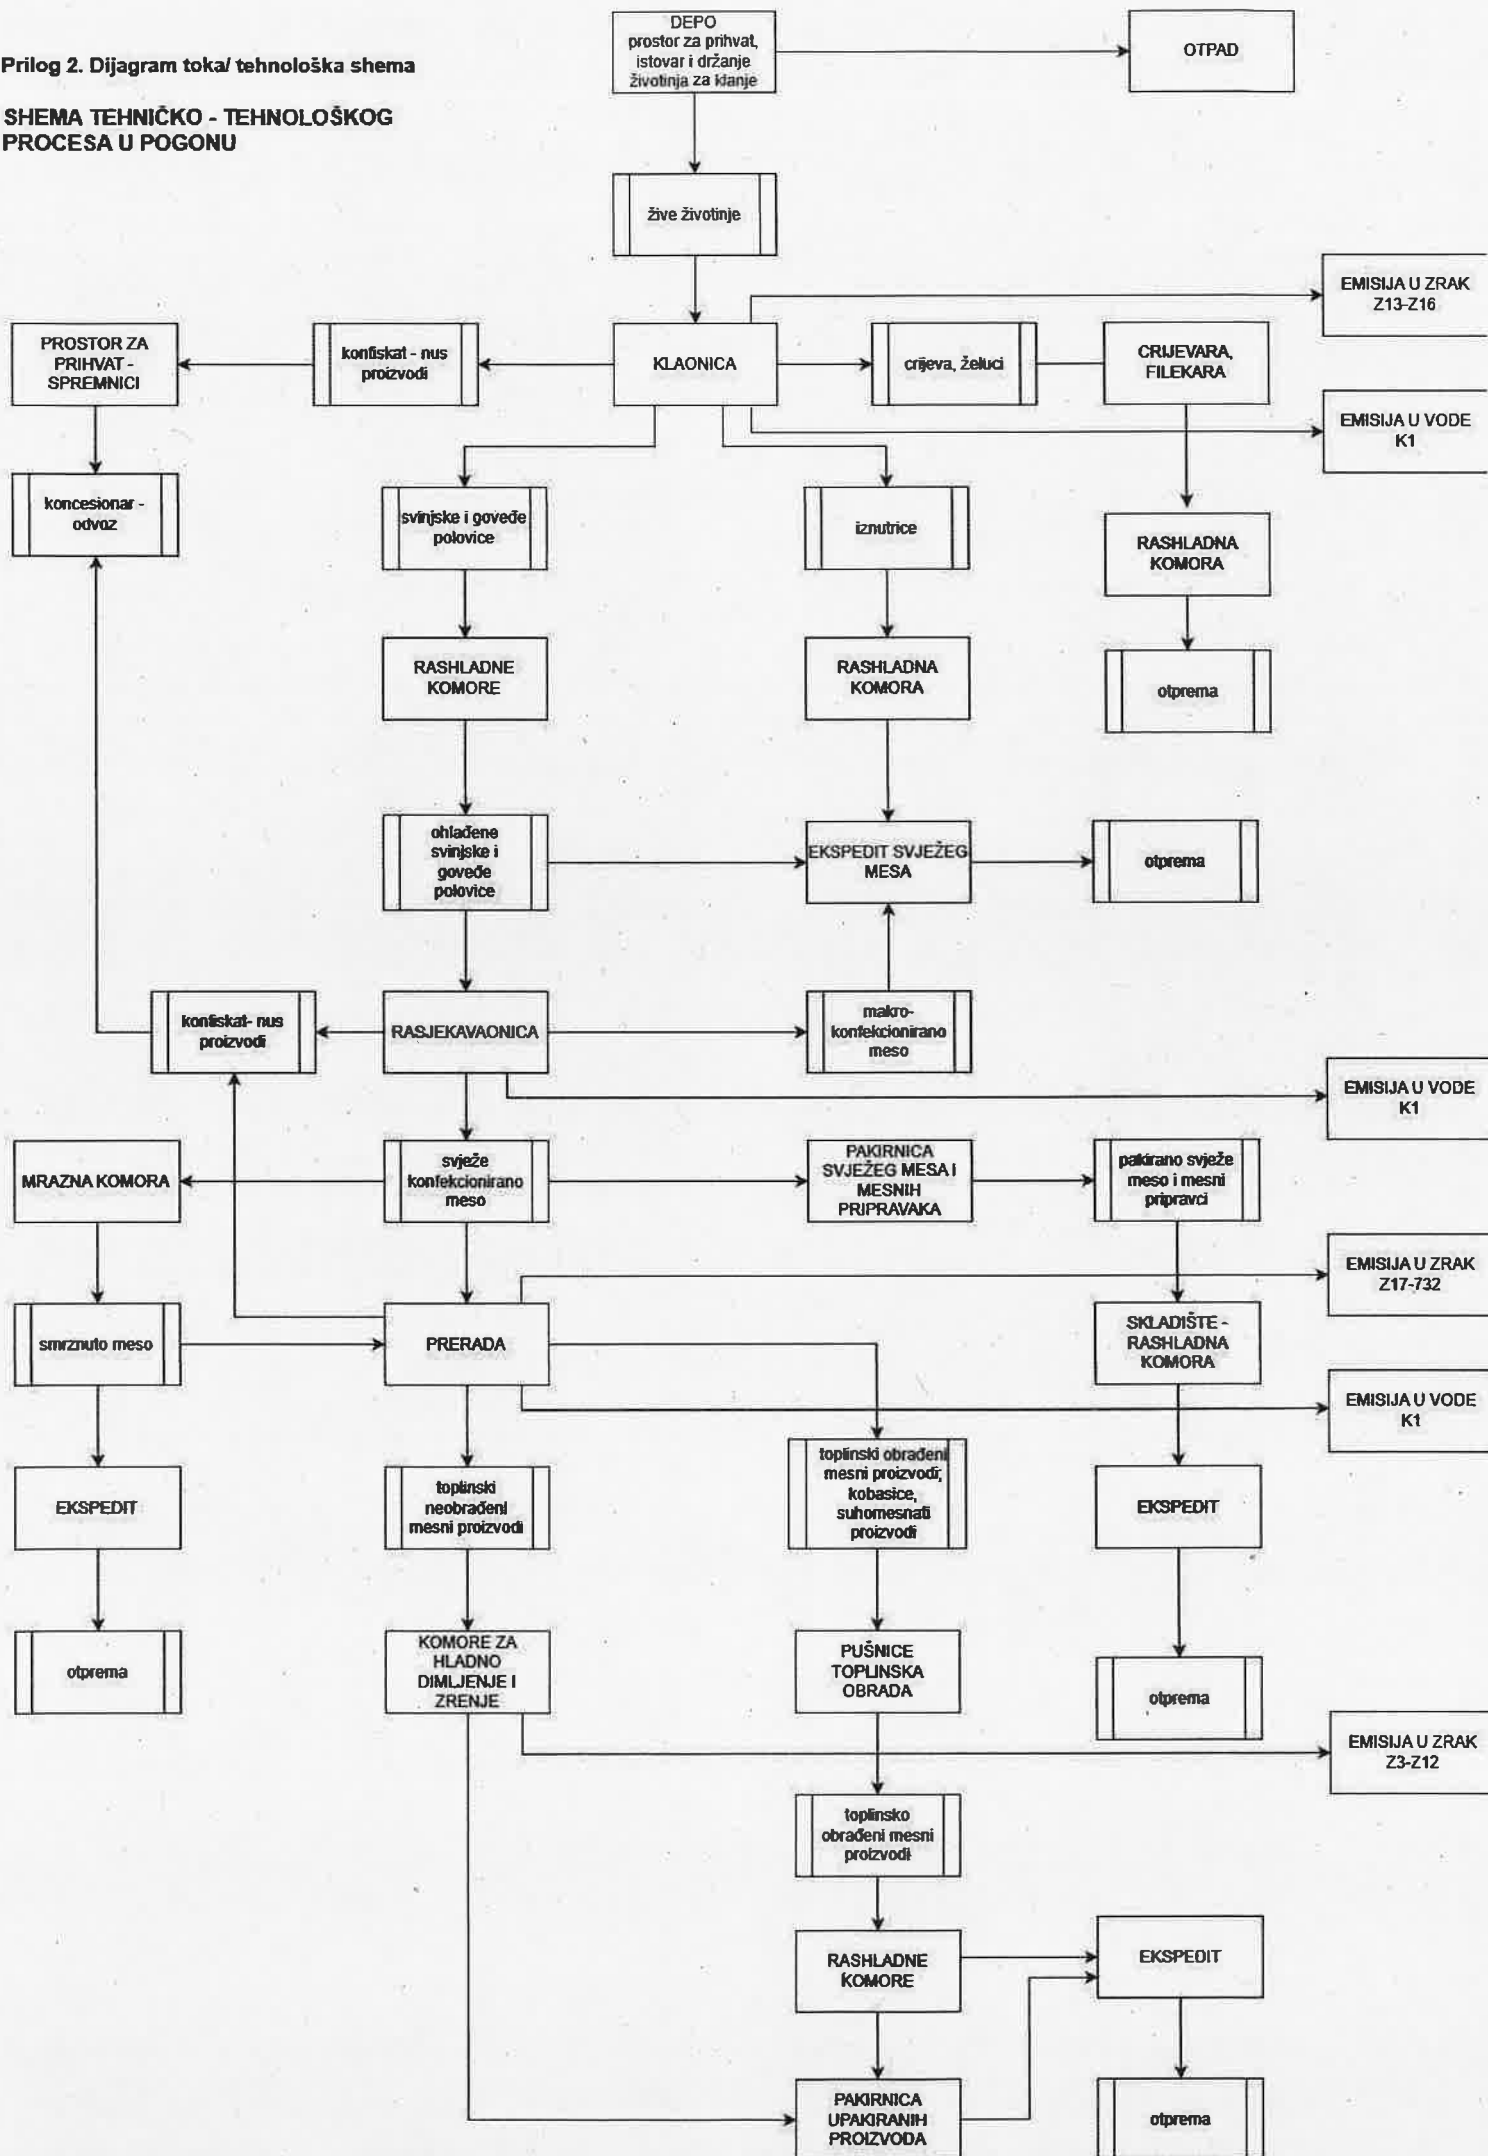 Prilog 2. Dijagram toka/ tehnološka shema
SHEMA TEHNIČKO - TEHNOLOŠKOG
PROCESA U POGONU
DEPO
prostor za prihvat,
istovar i držanje
životinja za klanje
OTPAD
žive životinje
EMISIJA U ZRAK
Z13-Z16
PROSTOR ZA
PRIHVAT -
SPREMNICI
konfiskat - nus
proizvodi
KLAONICA
crijeva, želuci
CRIJEVARA,
FILEKARA
EMISIJA U VODE
K1
koncesionar -
odvoz
svinjske i goveđe
polovice
iznutrice
RASHLADNA
KOMORA
RASHLADNE
KOMORE
RASHLADNA
KOMORA
otprema
ohlađene
svinjske i
goveđe
polovice
EKSPEDIT SVJEŽEG
MESA
otprema
konfiskat- nus
proizvodi
RASJEKAVAONICA
makro-
konfekcionirano
meso
EMISIJA U VODE
K1
MRAZNA KOMORA
svježe
konfekcionirano
meso
PAKIRNICA
SVJEŽEG MESA I
MESNIH
PRIPRAVAKA
pakirano svježe
meso i mesni
pripravci
EMISIJA U ZRAK
Z17-732
smrznuto meso
PRERADA
SKLADIŠTE -
RASHLADNA
KOMORA
EMISIJA U VODE
K1
EKSPEDIT
toplinski
neobrađeni
mesni proizvodi
toplinski obrađeni
mesni proizvodi;
kobasice,
suhomesnati
proizvodi
EKSPEDIT
otprema
KOMORE ZA
HLADNO
DIMLJENJE I
ZRENJE
PUŠNICE
TOPLINSKA
OBRADA
otprema
EMISIJA U ZRAK
Z3-Z12
toplinsko
obrađeni mesni
proizvodi
RASHLADNE
KOMORE
EKSPEDIT
PAKIRNICA
UPAKIRANIH
PROIZVODA
otprema